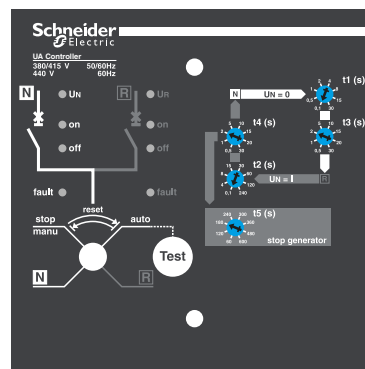 Schneider
Electric
UA Controller
380/415 V 50/60Hz
440 V 60Hz
N UN R UR
on on
off off
fault fault
reset
stop auto
manu
Test
N R
t1 (s)
N UN = 0
t4 (s) t3 (s)
t2 (s)
UN = I R
t5 (s)
stop generator